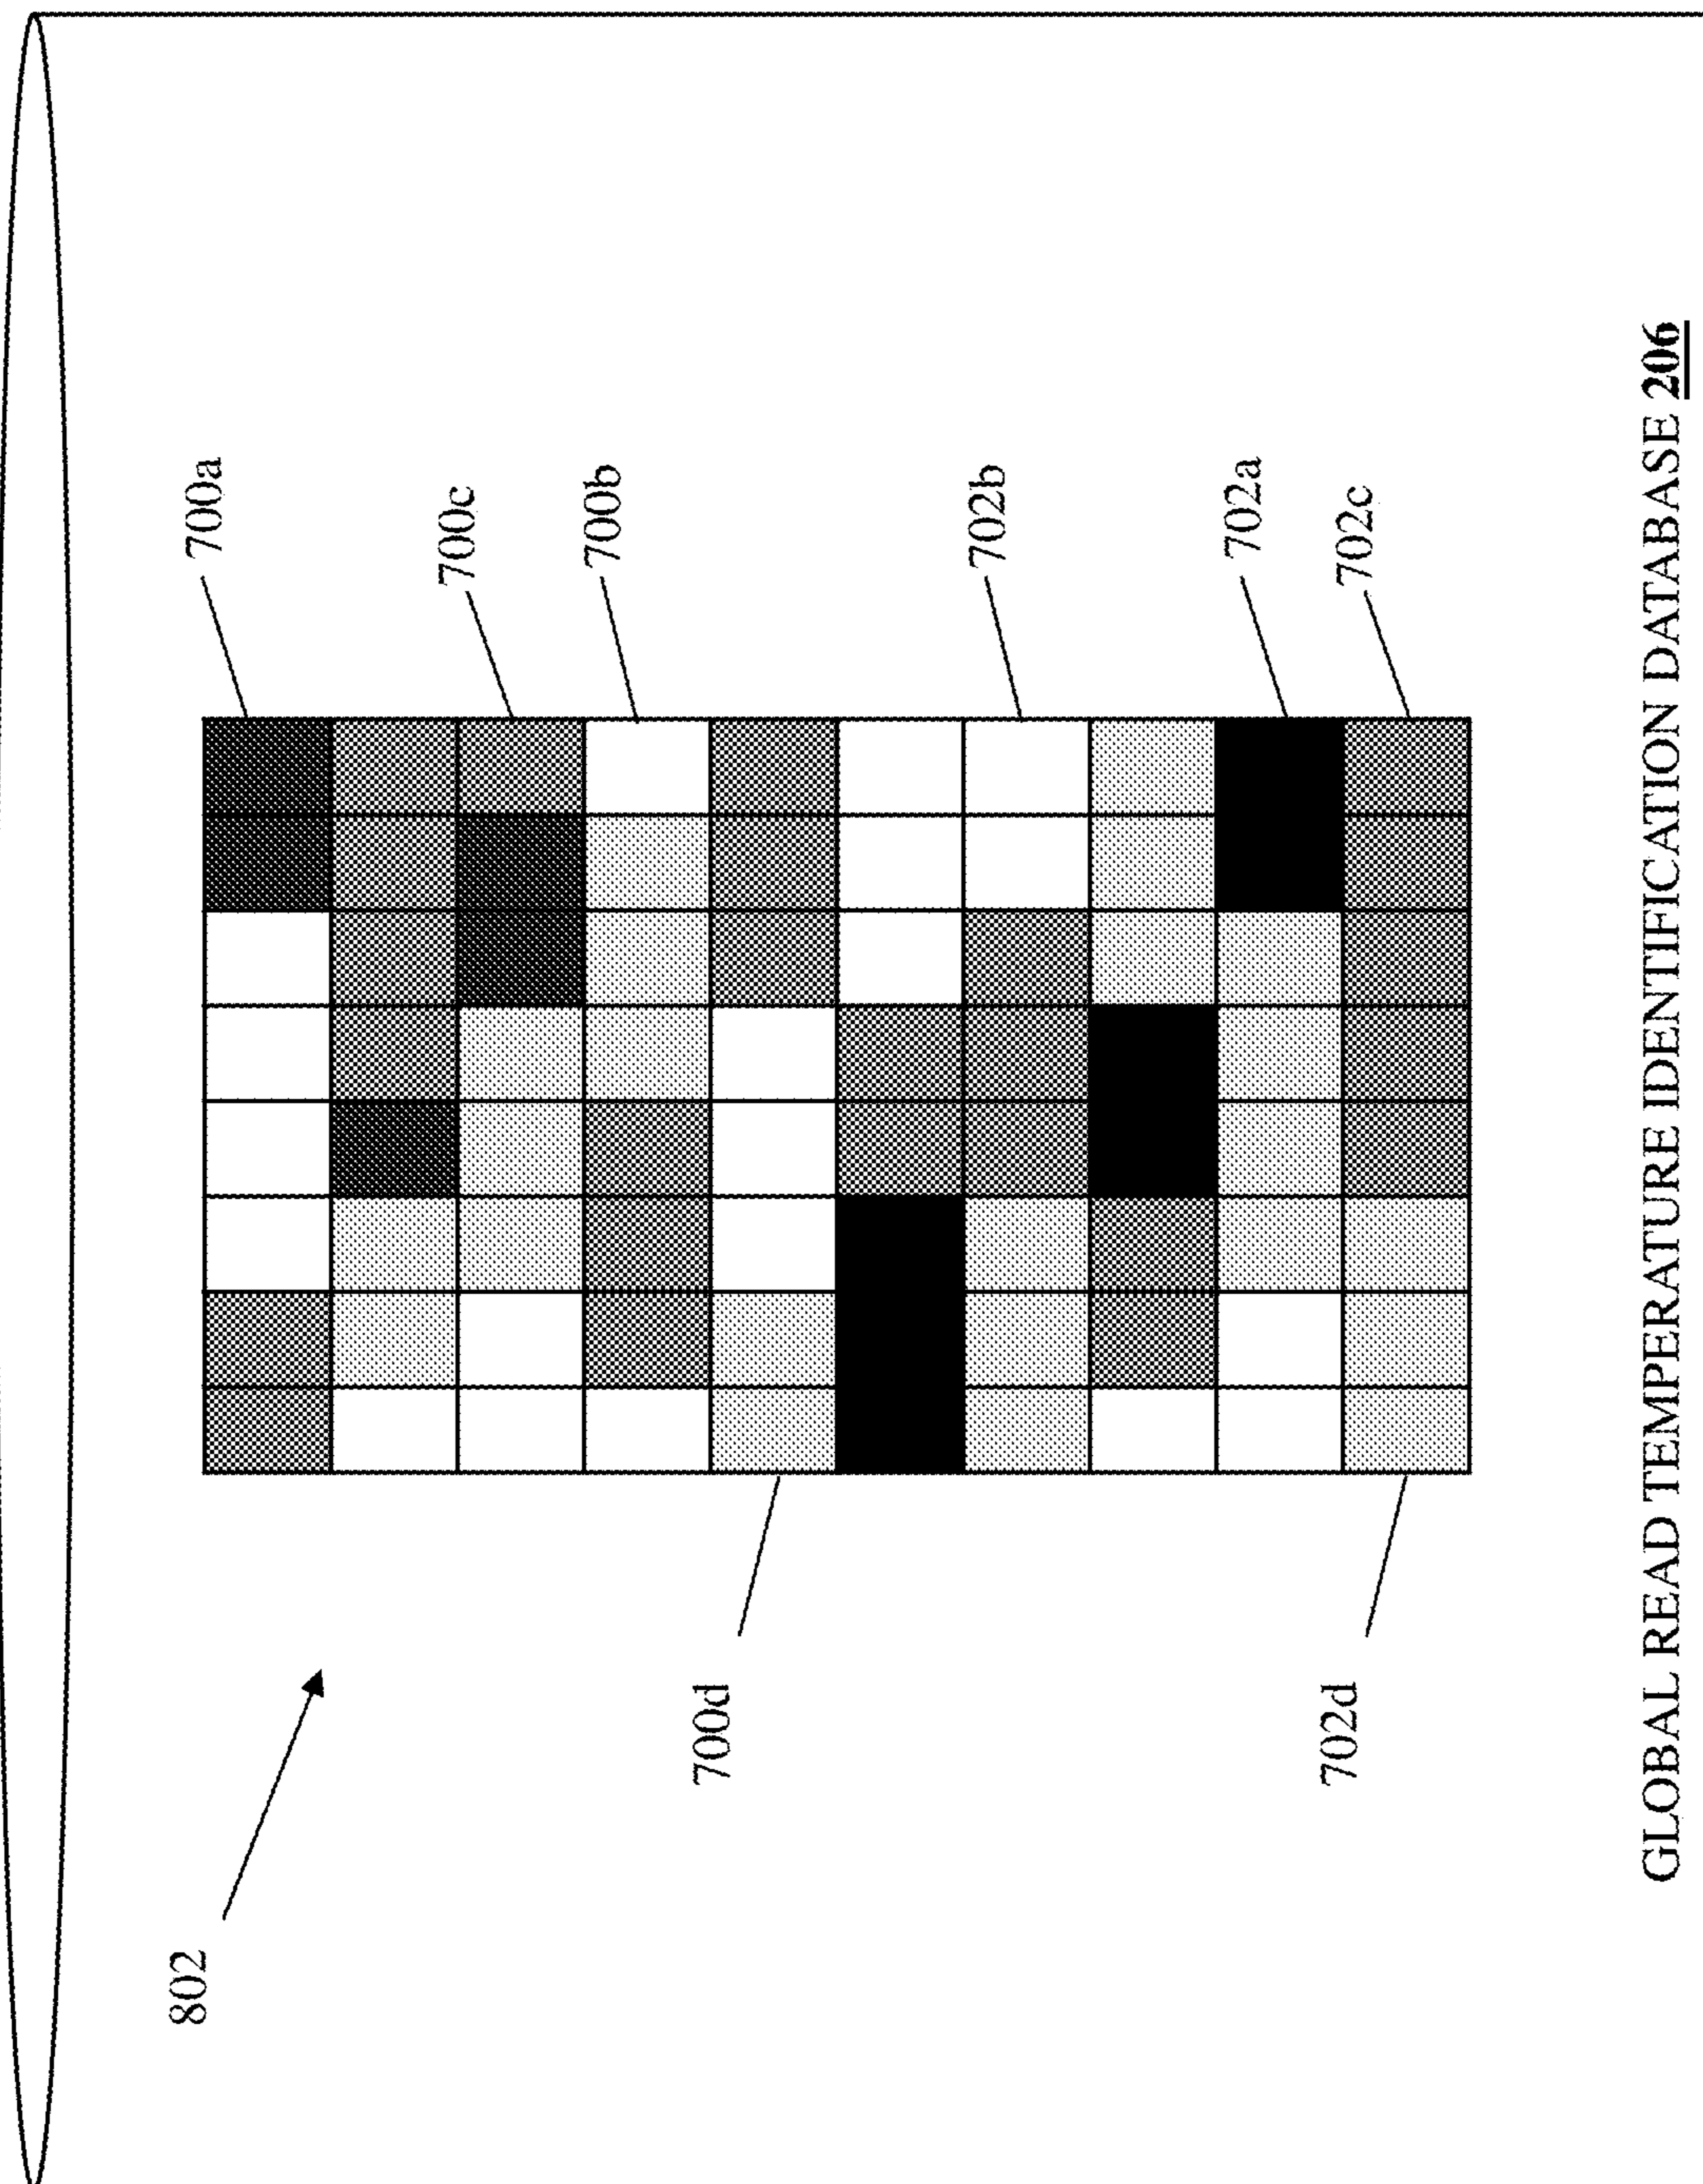 802
700a
700c
700b
700d
702b
702a
702d
702c
GLOBAL READ TEMPERATURE IDENTIFICATION DATABASE 206